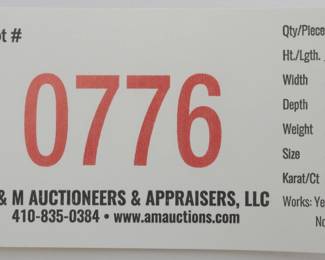 ot #
0776
& M AUCTIONEERS & APPRAISERS, LLC
410-835-0384 • www.amauctions.com
Qty/Piece
Ht./Lgth.
Width
Depth
Weight
Size
Karat/Ct
Works: Ye
No